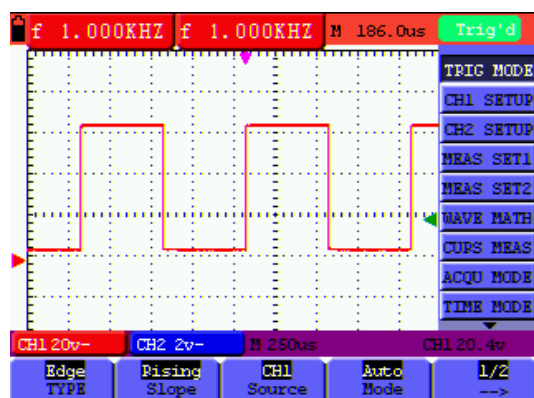 f 1.000KHZ f 1.000KHZ M 186.0us Trig'd
TRIG MODE
CH1 SETUP
CH2 SETUP
MEAS SET1
MEAS SET2
WAVE MATH
CURS MEAS
ACQU MODE
TIME MODE
CH1 20v- CH2 2v- M 250us CH1 20.4v
Edge Rising CH1 Auto 1/2
TYPE Slope Source Mode -->